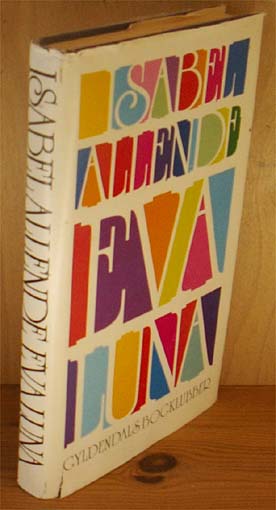 ISABEL ALLENDE EVA LUNA
ISABEL
ALLENDE
EVA
LUNA
GYLDENDALS BOGKLUBBER